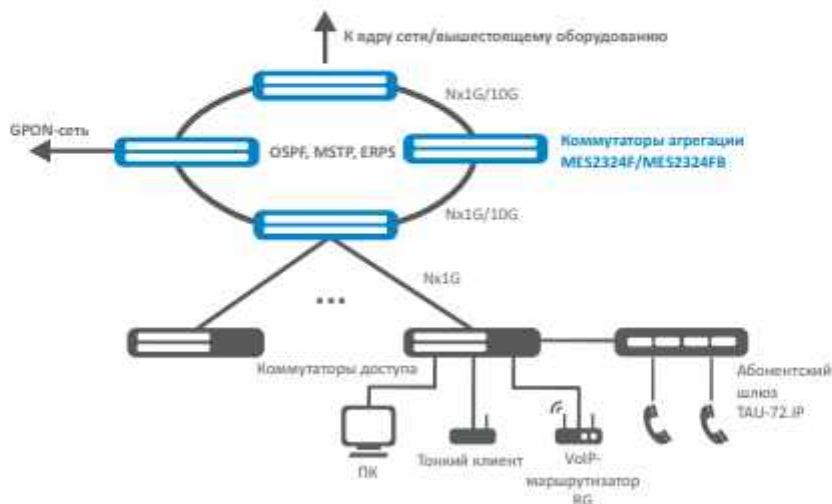 К ядру сети/вышестоящему оборудованию
Nx1G/10G
GPON-сеть
OSPF, MSTP, ERPS
Коммутаторы агрегации
MES2324F/MES2324FB
Nx1G/10G
Nx1G
...
Коммутаторы доступа
Абонентский
шлюз
TAU-72.IP
ПК
Тонкий клиент
VoIP-
маршрутизатор
RG